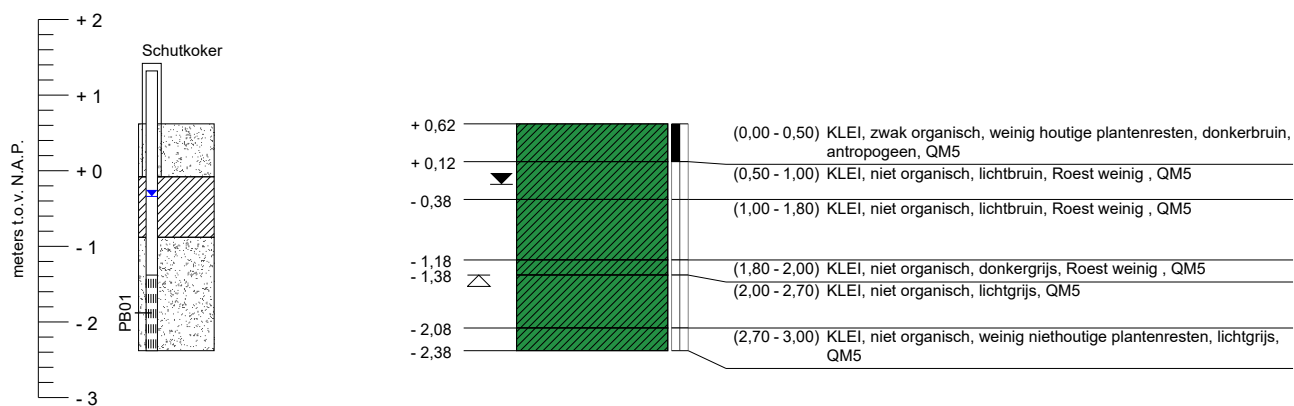 meters t.o.v. N.A.P.
+ 2
+ 1
+ 0
- 1
- 2
- 3
Schutkoker
PB01
+ 0,62
+ 0,12
- 0,38
- 1,18
- 1,38
- 2,08
- 2,38
(0,00 - 0,50) KLEI, zwak organisch, weinig houtige plantenresten, donkerbruin,
antropogeen, QM5
(0,50 - 1,00) KLEI, niet organisch, lichtbruin, Roest weinig , QM5
(1,00 - 1,80) KLEI, niet organisch, lichtbruin, Roest weinig , QM5
(1,80 - 2,00) KLEI, niet organisch, donkergrijs, Roest weinig , QM5
(2,00 - 2,70) KLEI, niet organisch, lichtgrijs, QM5
(2,70 - 3,00) KLEI, niet organisch, weinig niethoutige plantenresten, lichtgrijs,
QM5